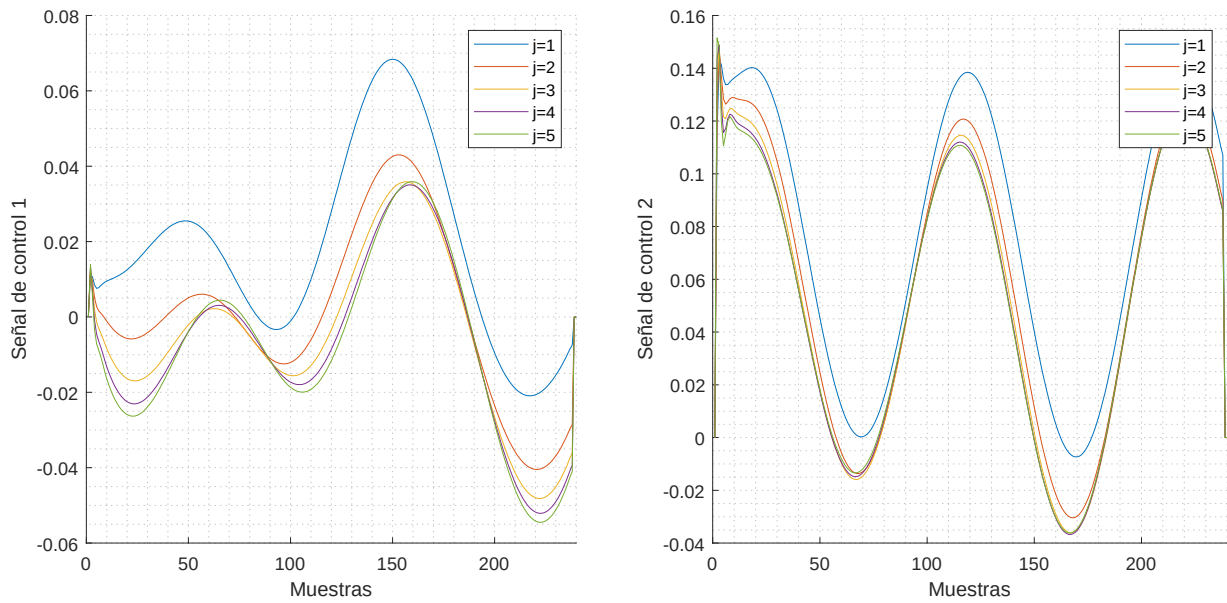 0.08
0.06
0.04
0.02
0
-0.02
-0.04
-0.06
0
50
100
150
200
Señal de control 1
Muestras
j=1
j=2
j=3
j=4
j=5
0.16
0.14
0.12
0.1
0.08
0.06
0.04
0.02
0
-0.02
-0.04
0
50
100
150
200
Señal de control 2
Muestras
j=1
j=2
j=3
j=4
j=5